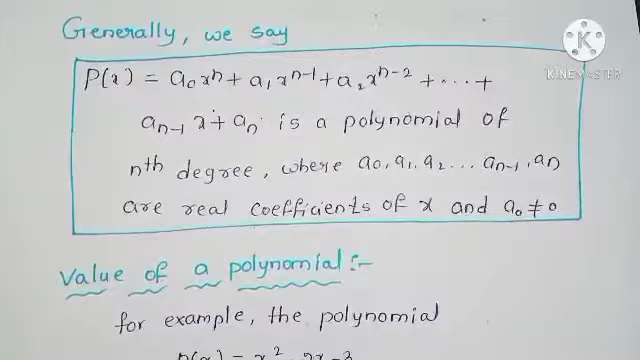 Generally, we say
KINEMASTER
P(x) = a₀xⁿ + a₁xⁿ⁻¹ + a₂xⁿ⁻² + ... +
aₙ₋₁ x + aₙ is a polynomial of
nth degree, where a₀, a₁, a₂ ... aₙ₋₁, aₙ
are real coefficients of x and a₀ ≠ 0
Value of a polynomial :-
for example, the polynomial